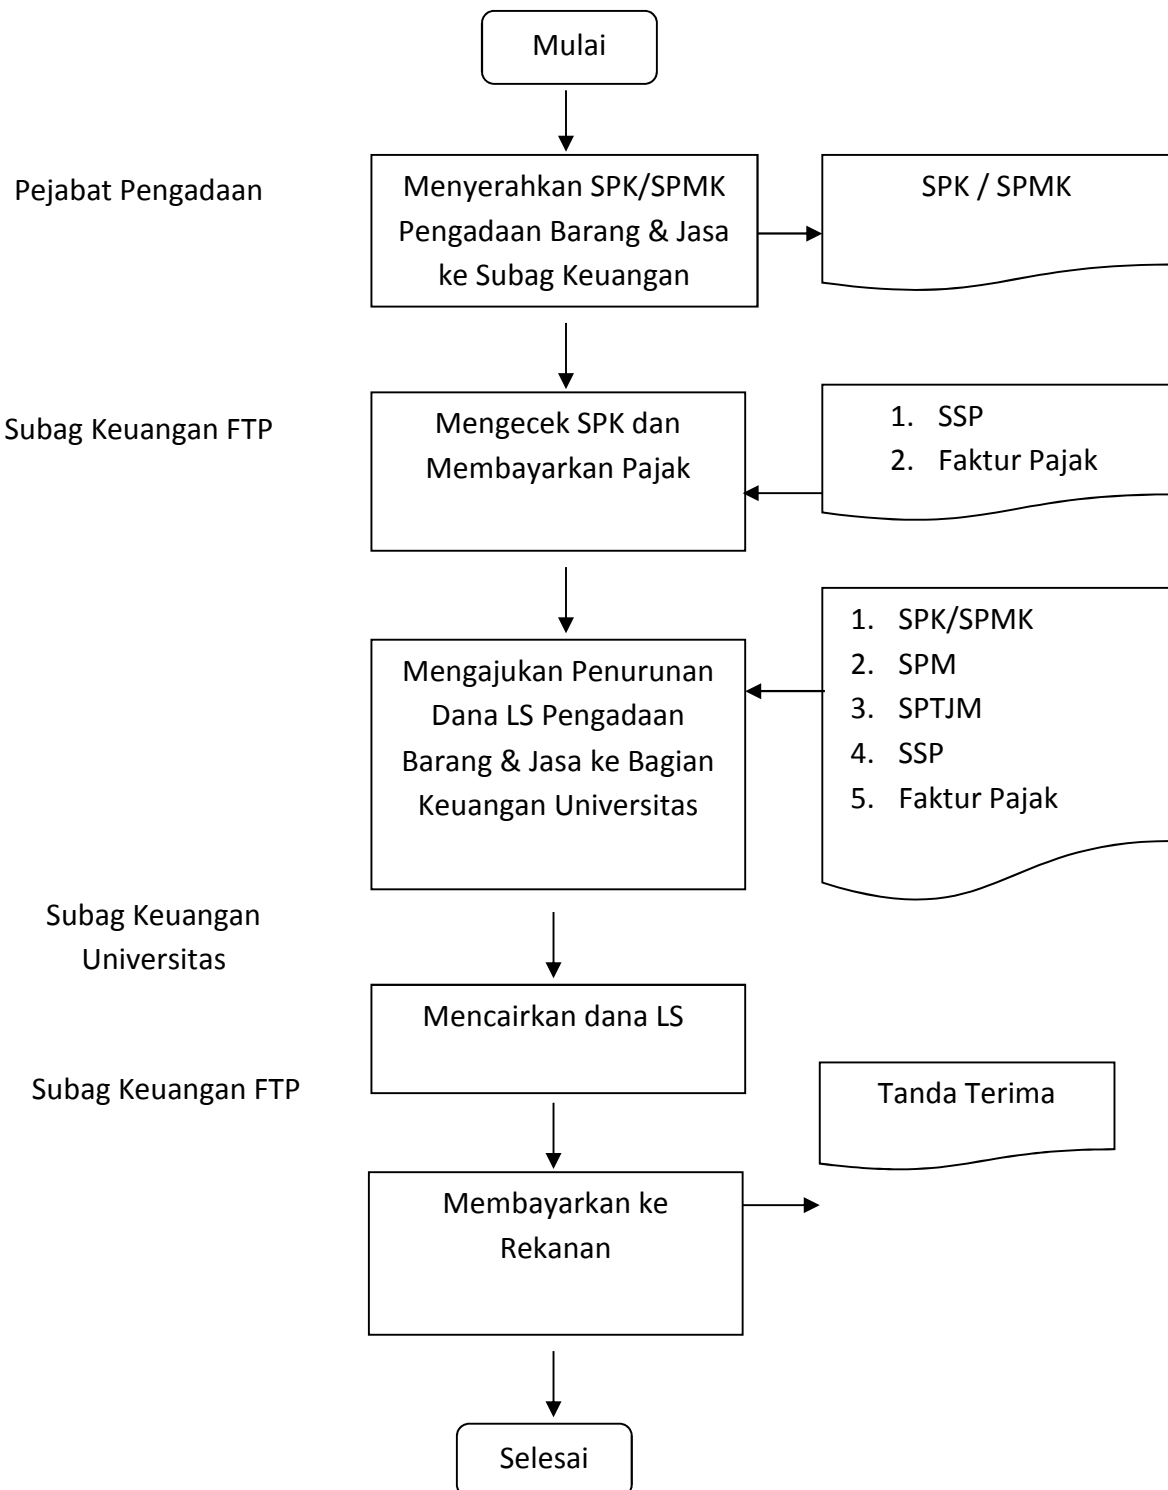 Mulai
Pejabat Pengadaan
Menyerahkan SPK/SPMK
Pengadaan Barang & Jasa
ke Subag Keuangan
SPK / SPMK
Subag Keuangan FTP
Mengecek SPK dan
Membayarkan Pajak
1. SSP
2. Faktur Pajak
Mengajukan Penurunan
Dana LS Pengadaan
Barang & Jasa ke Bagian
Keuangan Universitas
1. SPK/SPMK
2. SPM
3. SPTJM
4. SSP
5. Faktur Pajak
Subag Keuangan
Universitas
Mencairkan dana LS
Subag Keuangan FTP
Tanda Terima
Membayarkan ke
Rekanan
Selesai